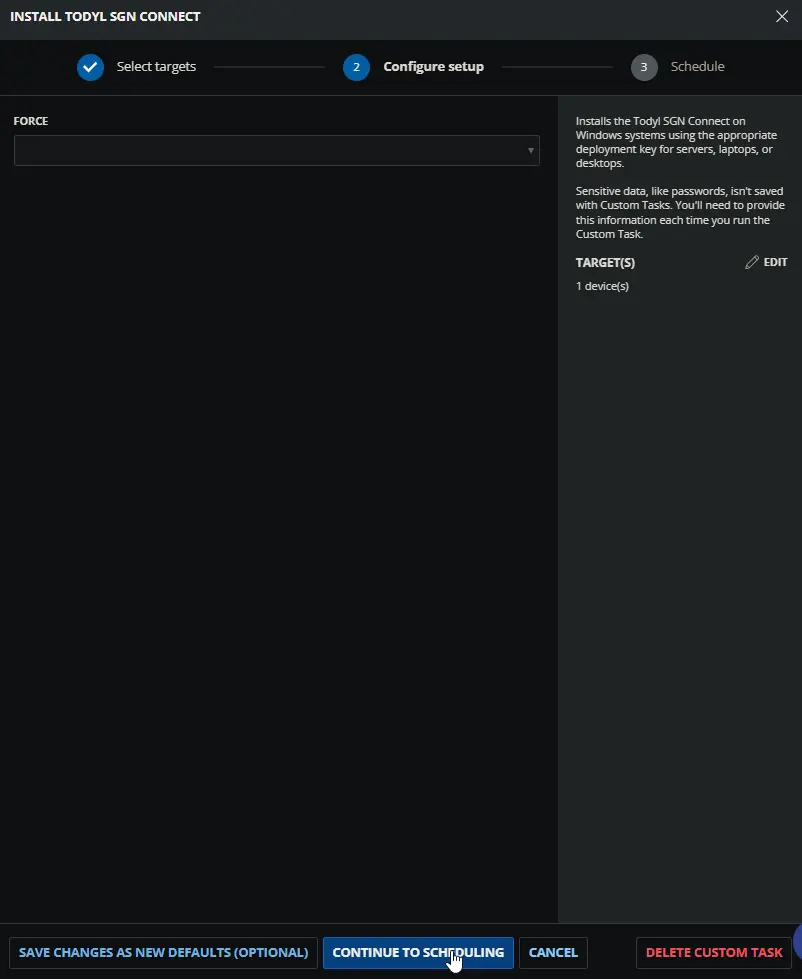 INSTALL TODYL SGN CONNECT
Select targets
2
Configure setup
3
Schedule
FORCE
Installs the Todyl SGN Connect on
Windows systems using the appropriate
deployment key for servers, laptops, or
desktops.
Sensitive data, like passwords, isn't saved
with Custom Tasks. You'll need to provide
this information each time you run the
Custom Task.
TARGET(S)
EDIT
1 device(s)
SAVE CHANGES AS NEW DEFAULTS (OPTIONAL)
CONTINUE TO SCHEDULING
CANCEL
DELETE CUSTOM TASK